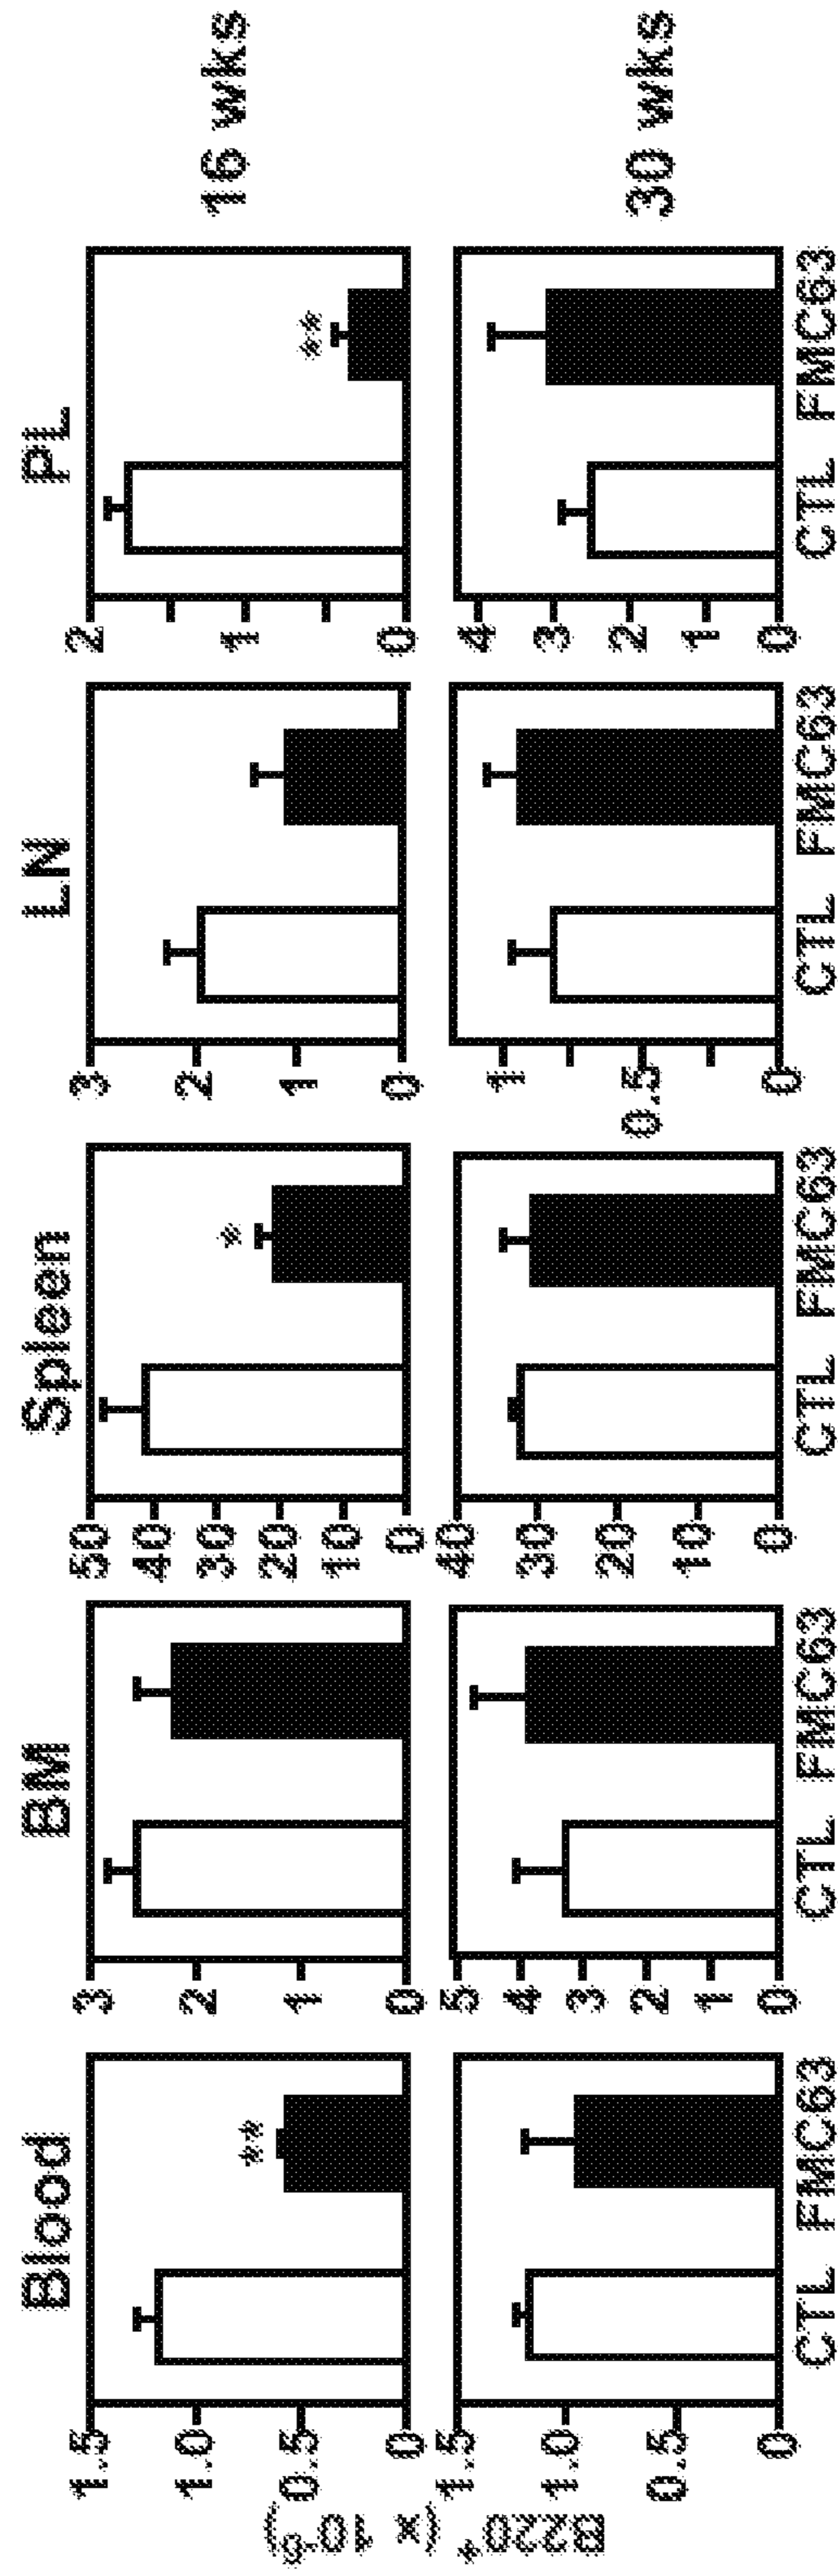 Blood BM Spleen LN PL
1.5 3 50 3 2
40
1.0 2 30 2 1
0.5 1 20 1
10
0 0 0 0 0
16 wks
B220⁺ (x 10⁻⁶)
1.5 5 40 1 4
4 30 3
1.0 3 20 0.5 2
0.5 2 10 1
1
0 0 0 0 0
30 wks
CTL FMC63 CTL FMC63 CTL FMC63 CTL FMC63 CTL FMC63
**
*
**